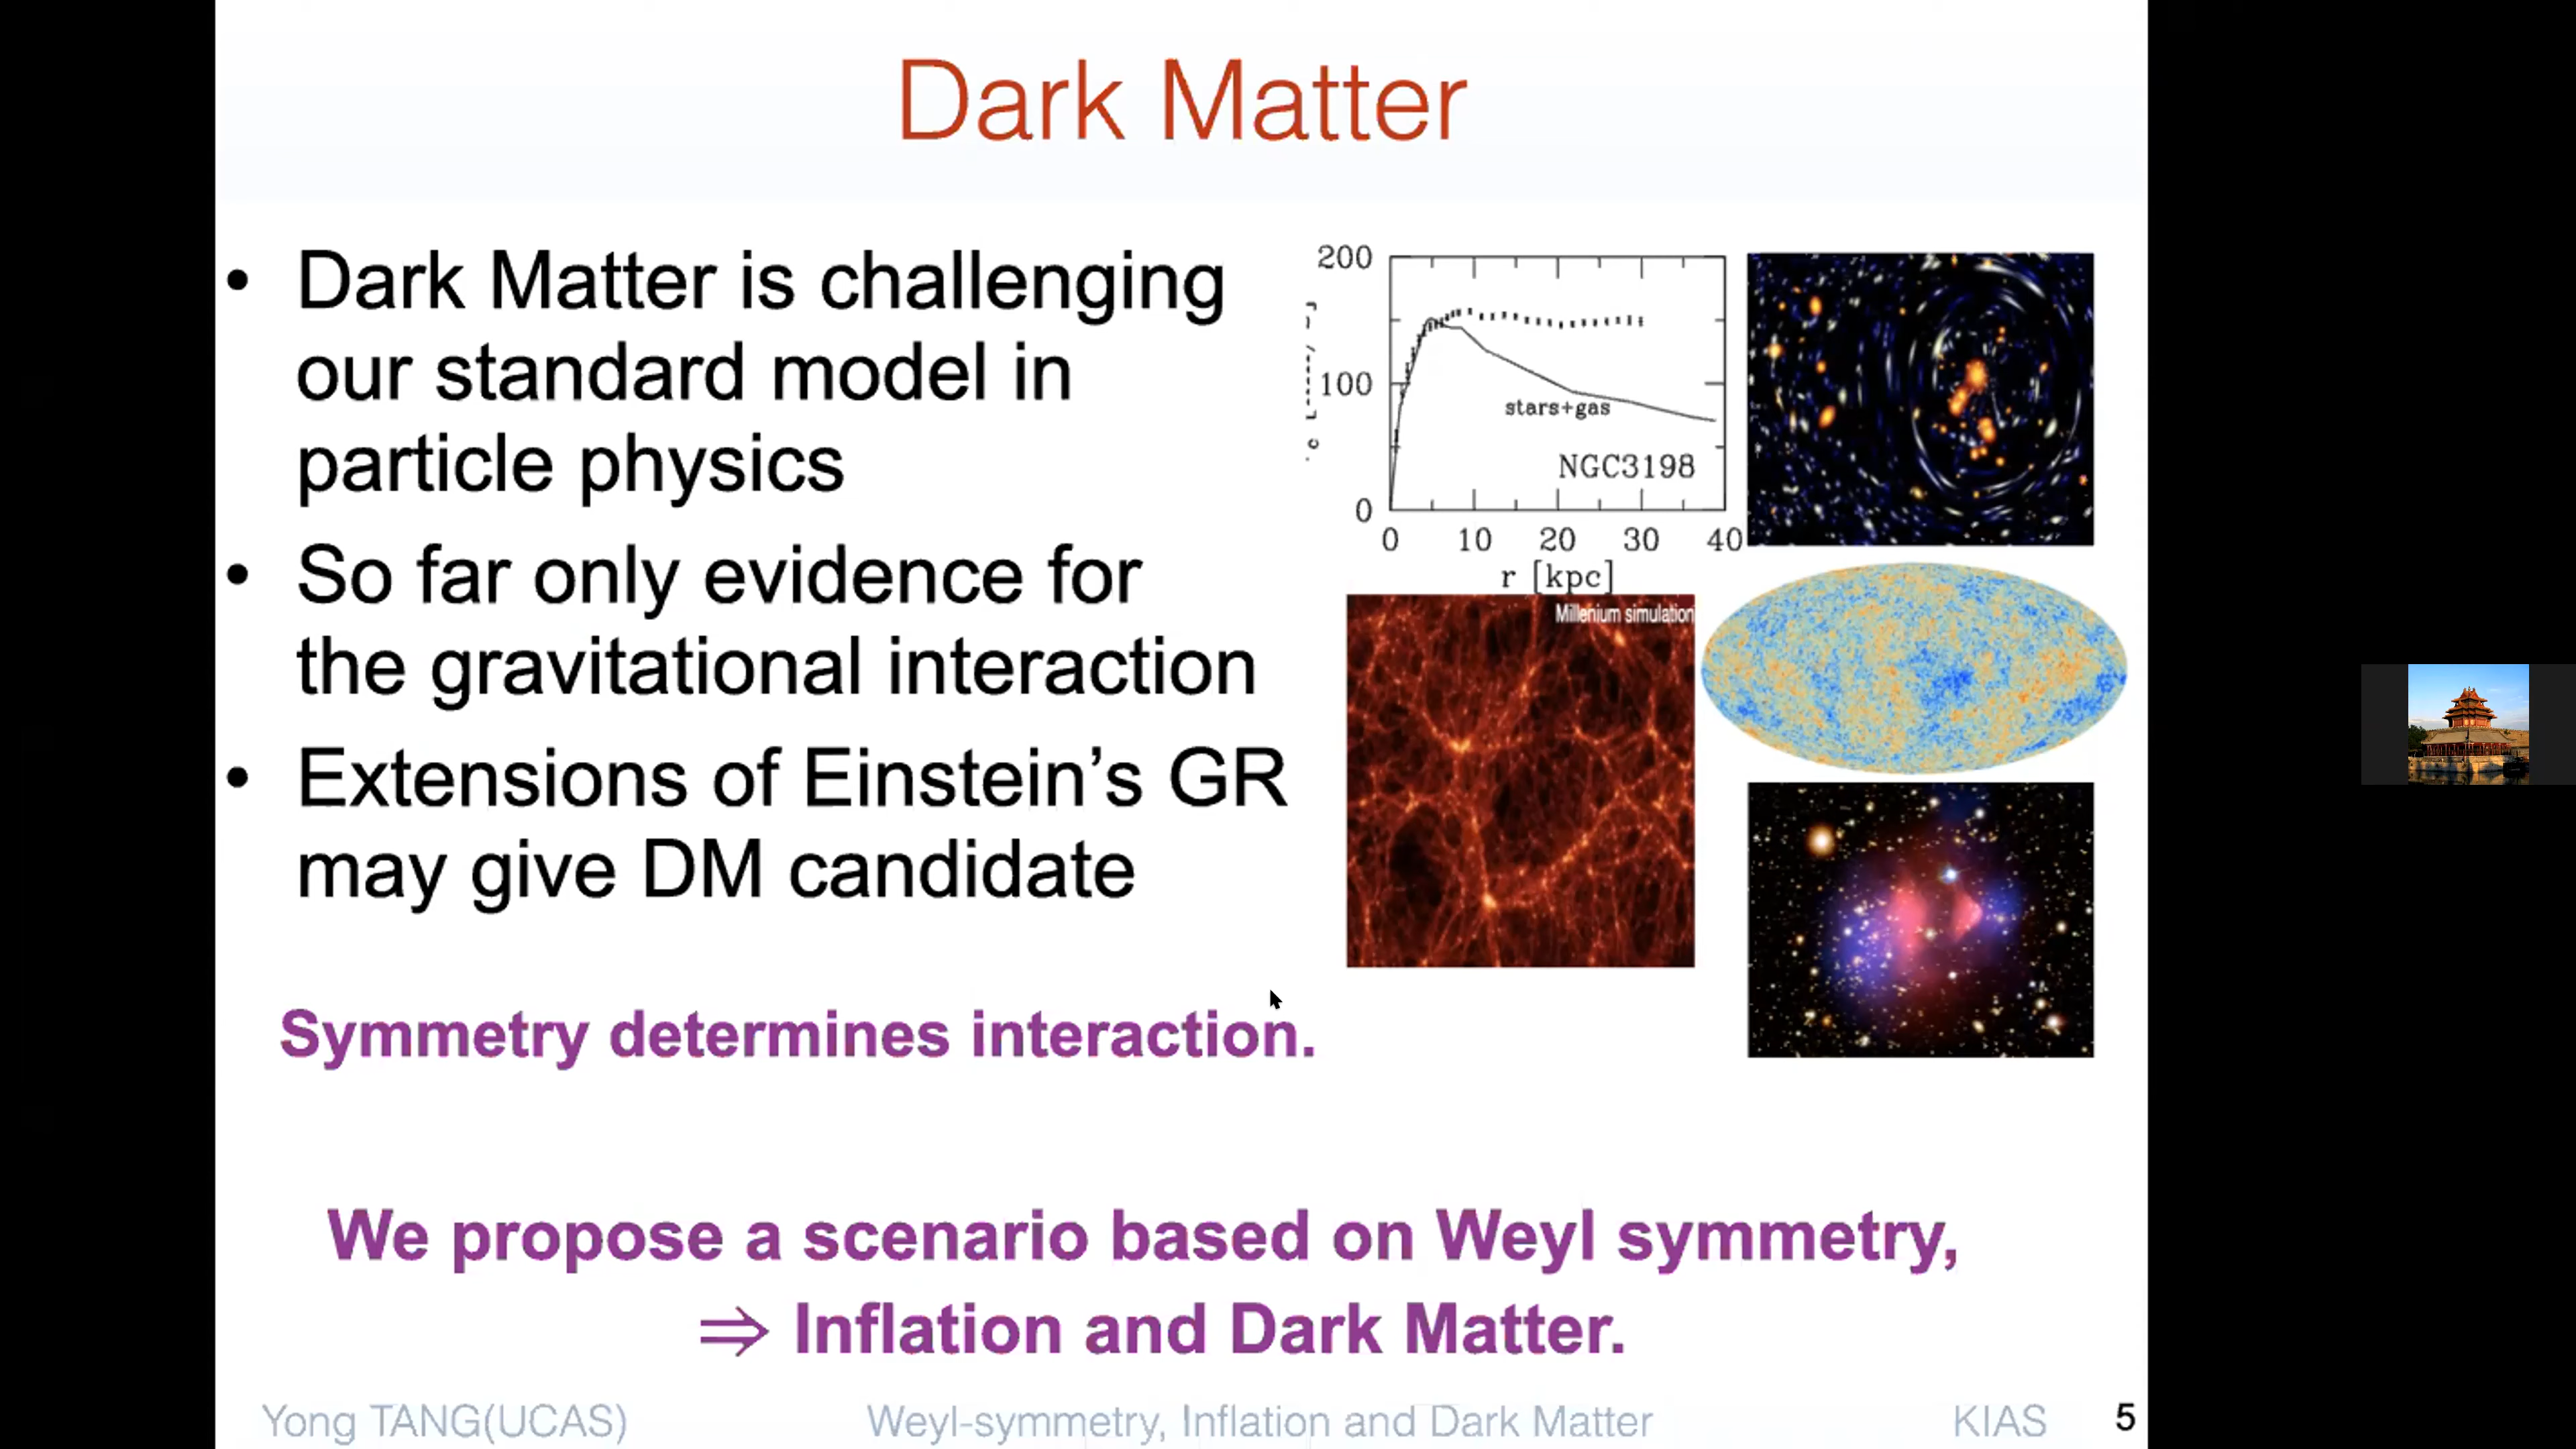 Dark Matter
• Dark Matter is challenging
our standard model in
particle physics
• So far only evidence for
the gravitational interaction
• Extensions of Einstein's GR
may give DM candidate
Symmetry determines interaction.
200
100
0
0 10 20 30 40
r [kpc]
stars+gas
NGC3198
Millenium simulation
We propose a scenario based on Weyl symmetry,
⇒ Inflation and Dark Matter.
Yong TANG(UCAS) Weyl-symmetry, Inflation and Dark Matter KIAS 5